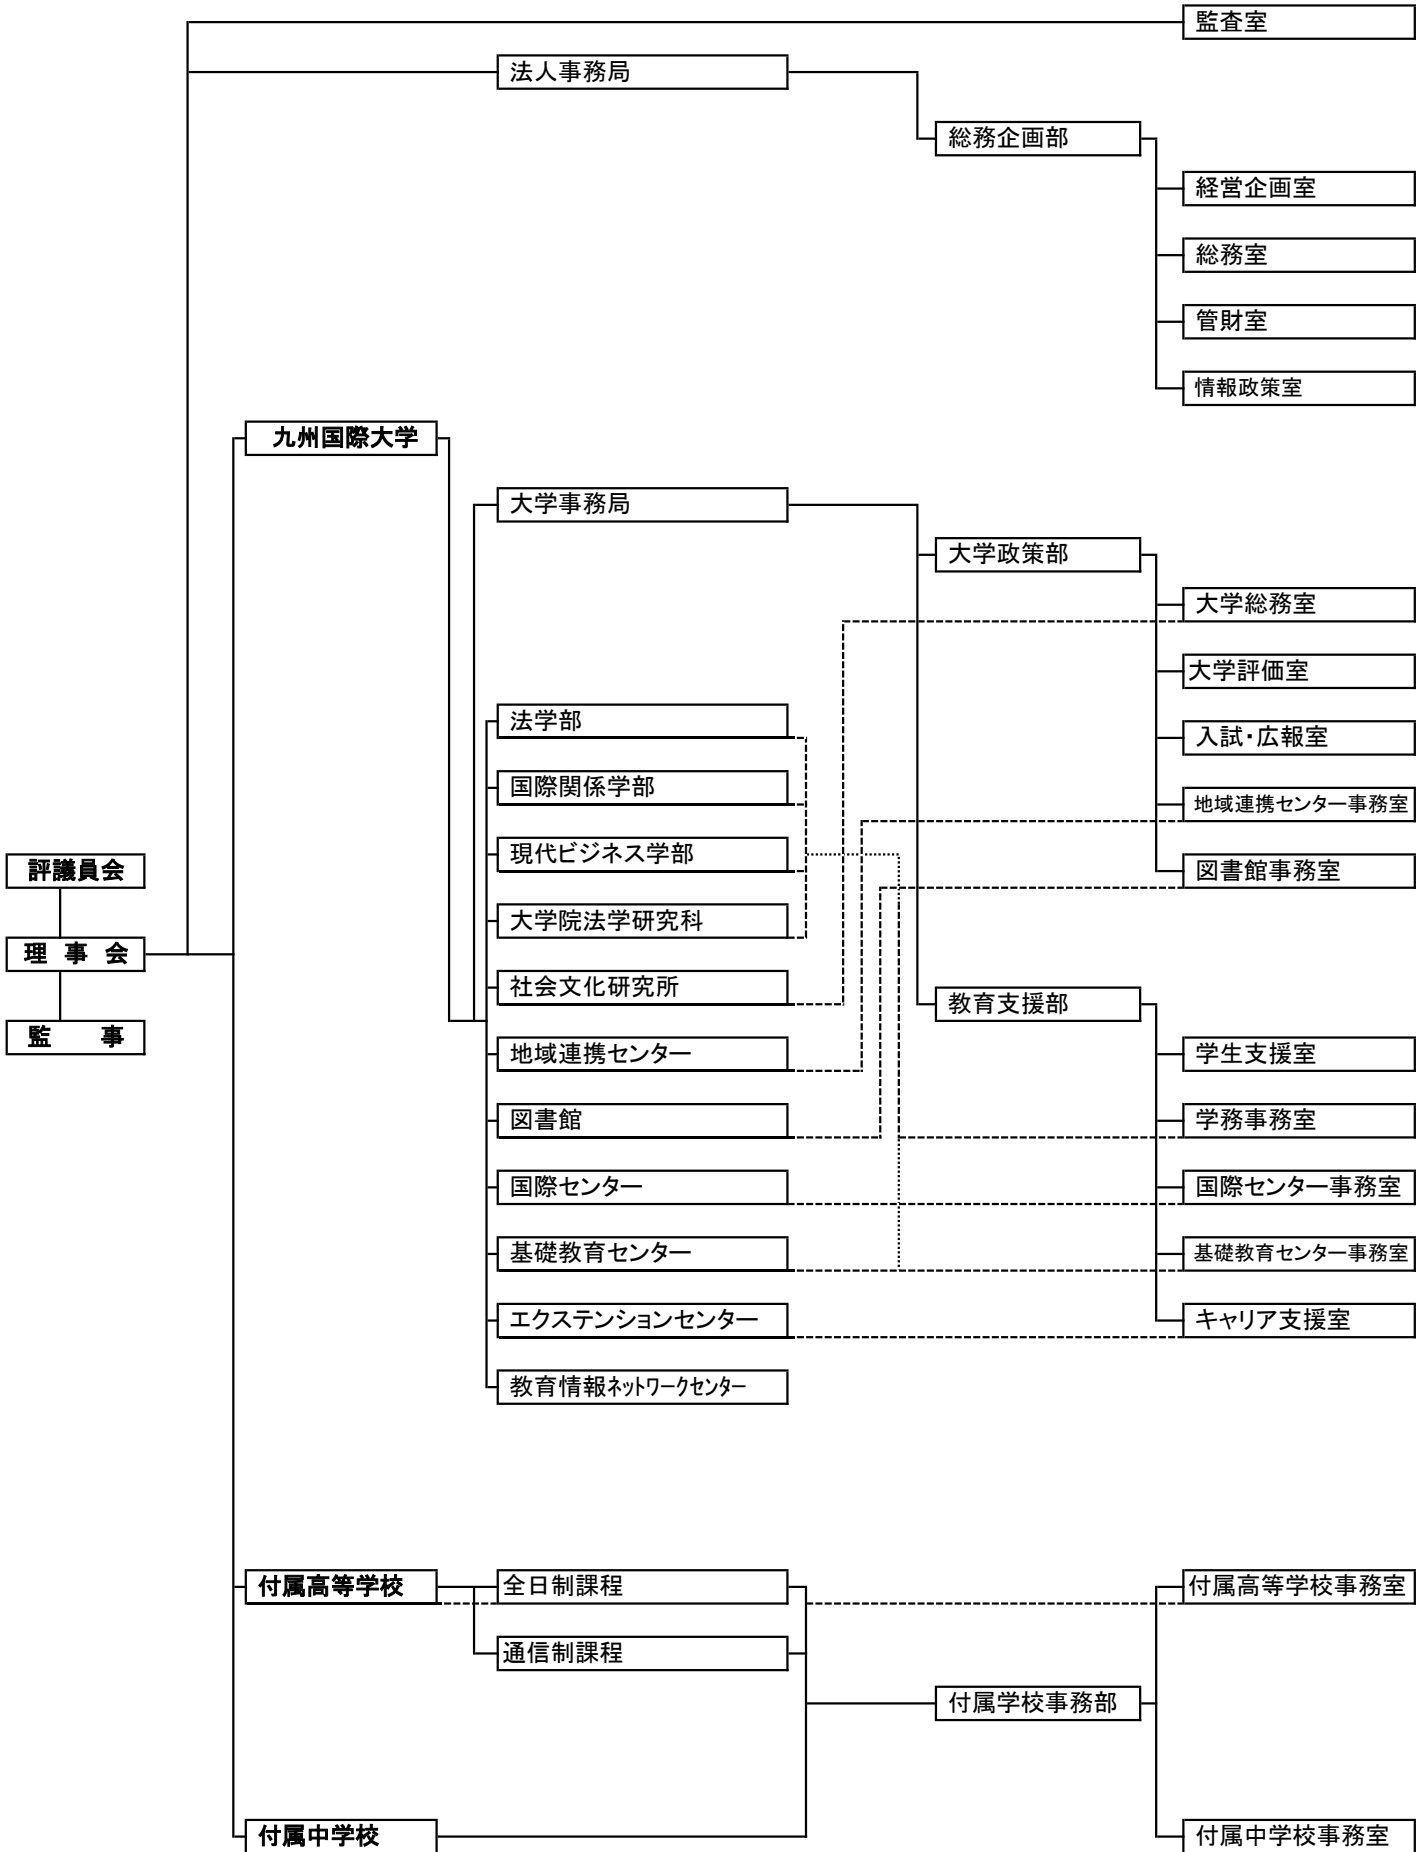 監査室
法人事務局
総務企画部
経営企画室
総務室
管財室
情報政策室
九州国際大学
大学事務局
大学政策部
大学総務室
大学評価室
法学部
入試・広報室
国際関係学部
地域連携センター事務室
現代ビジネス学部
評議員会
図書館事務室
大学院法学研究科
理 事 会
社会文化研究所
教育支援部
監 事
地域連携センター
学生支援室
図書館
学務事務室
国際センター
国際センター事務室
基礎教育センター
基礎教育センター事務室
エクステンションセンター
キャリア支援室
教育情報ネットワークセンター
付属高等学校
全日制課程
付属高等学校事務室
通信制課程
付属学校事務部
付属中学校
付属中学校事務室